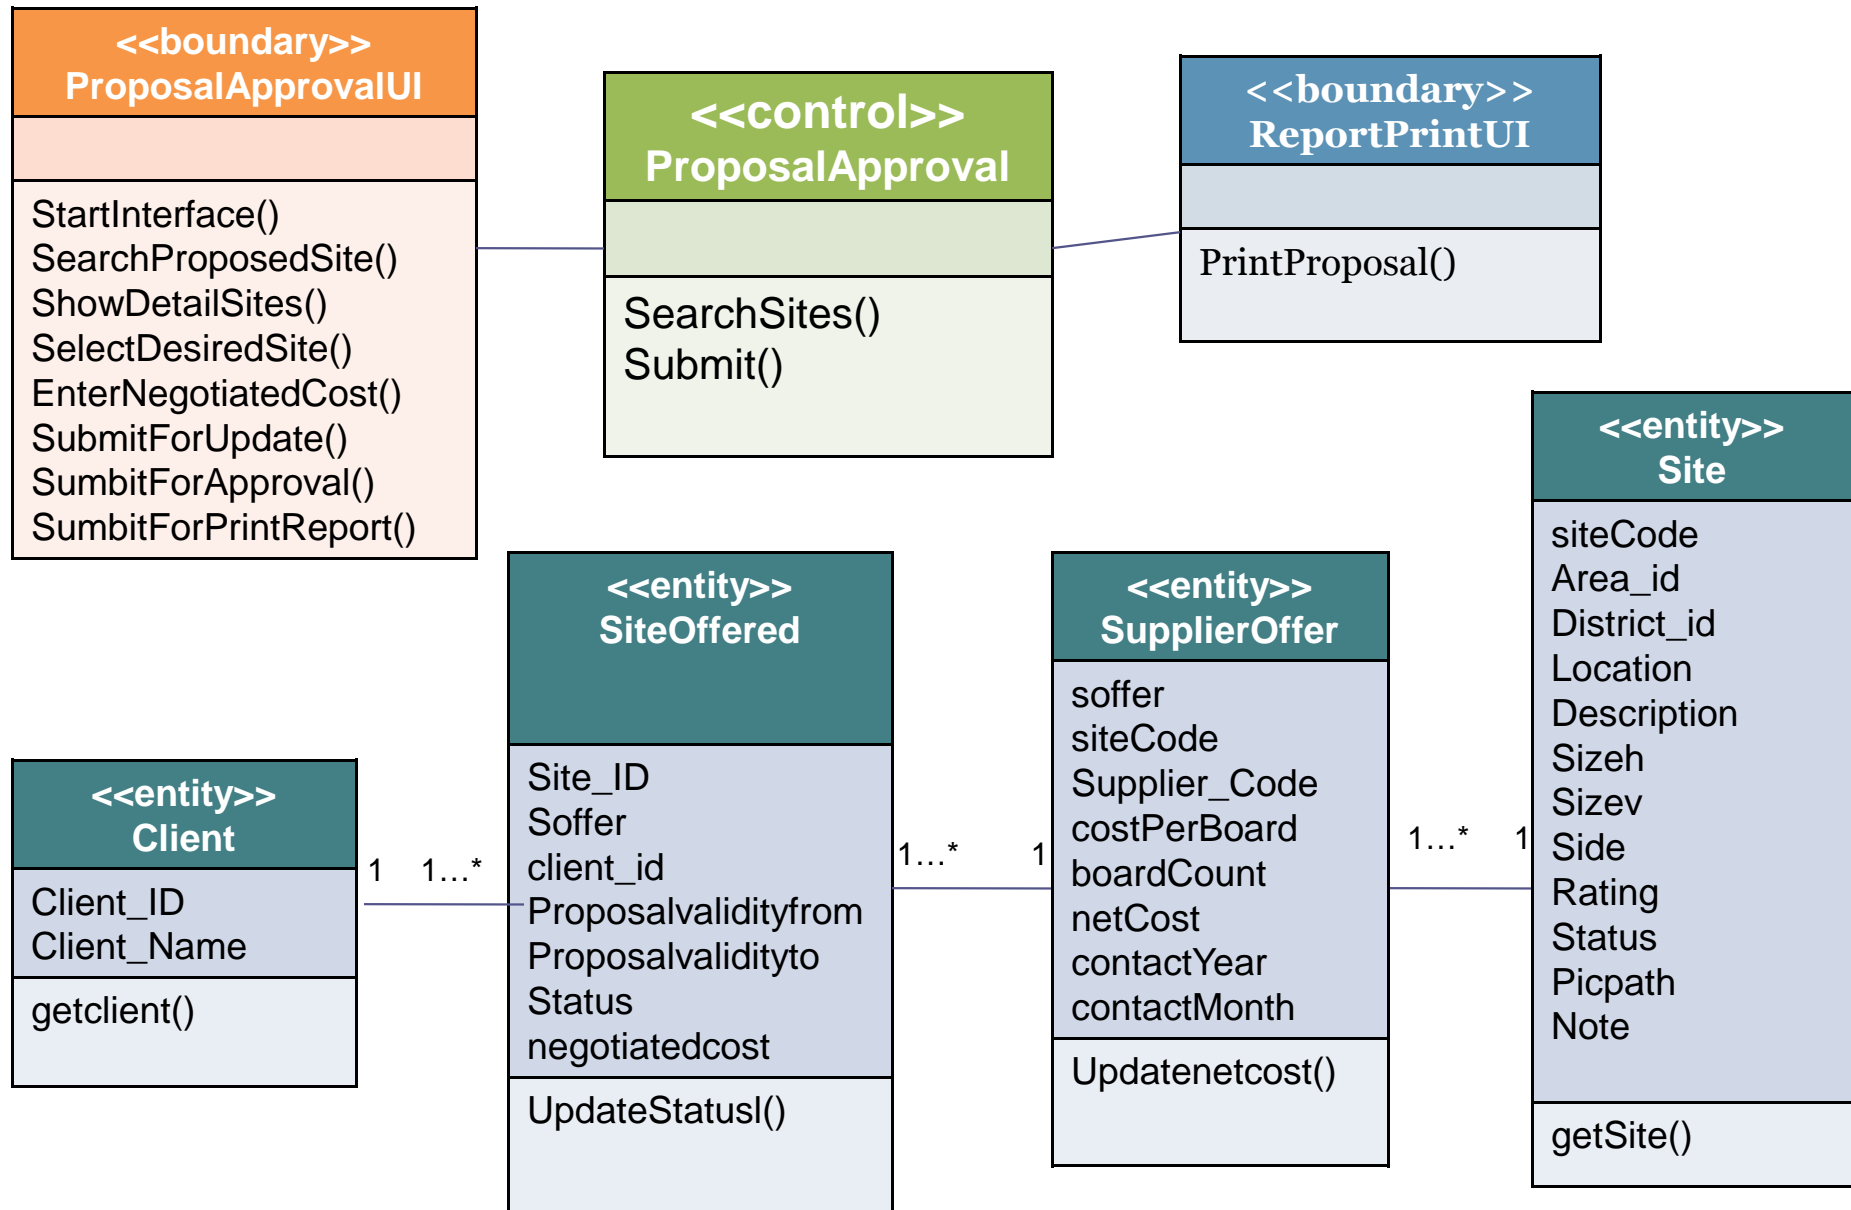 <<boundary>>
ProposalApprovalUI
StartInterface()
SearchProposedSite()
ShowDetailSites()
SelectDesiredSite()
EnterNegotiatedCost()
SubmitForUpdate()
SumbitForApproval()
SumbitForPrintReport()
<<control>>
ProposalApproval
SearchSites()
Submit()
<<boundary>>
ReportPrintUI
PrintProposal()
<<entity>>
Client
Client_ID
Client_Name
getclient()
1 1...*
<<entity>>
SiteOffered
Site_ID
Soffer
client_id
Proposalvalidityfrom
Proposalvalidityto
Status
negotiatedcost
UpdateStatusl()
1...* 1
<<entity>>
SupplierOffer
soffer
siteCode
Supplier_Code
costPerBoard
boardCount
netCost
contactYear
contactMonth
Updatenetcost()
1...* 1
<<entity>>
Site
siteCode
Area_id
District_id
Location
Description
Sizeh
Sizev
Side
Rating
Status
Picpath
Note
getSite()